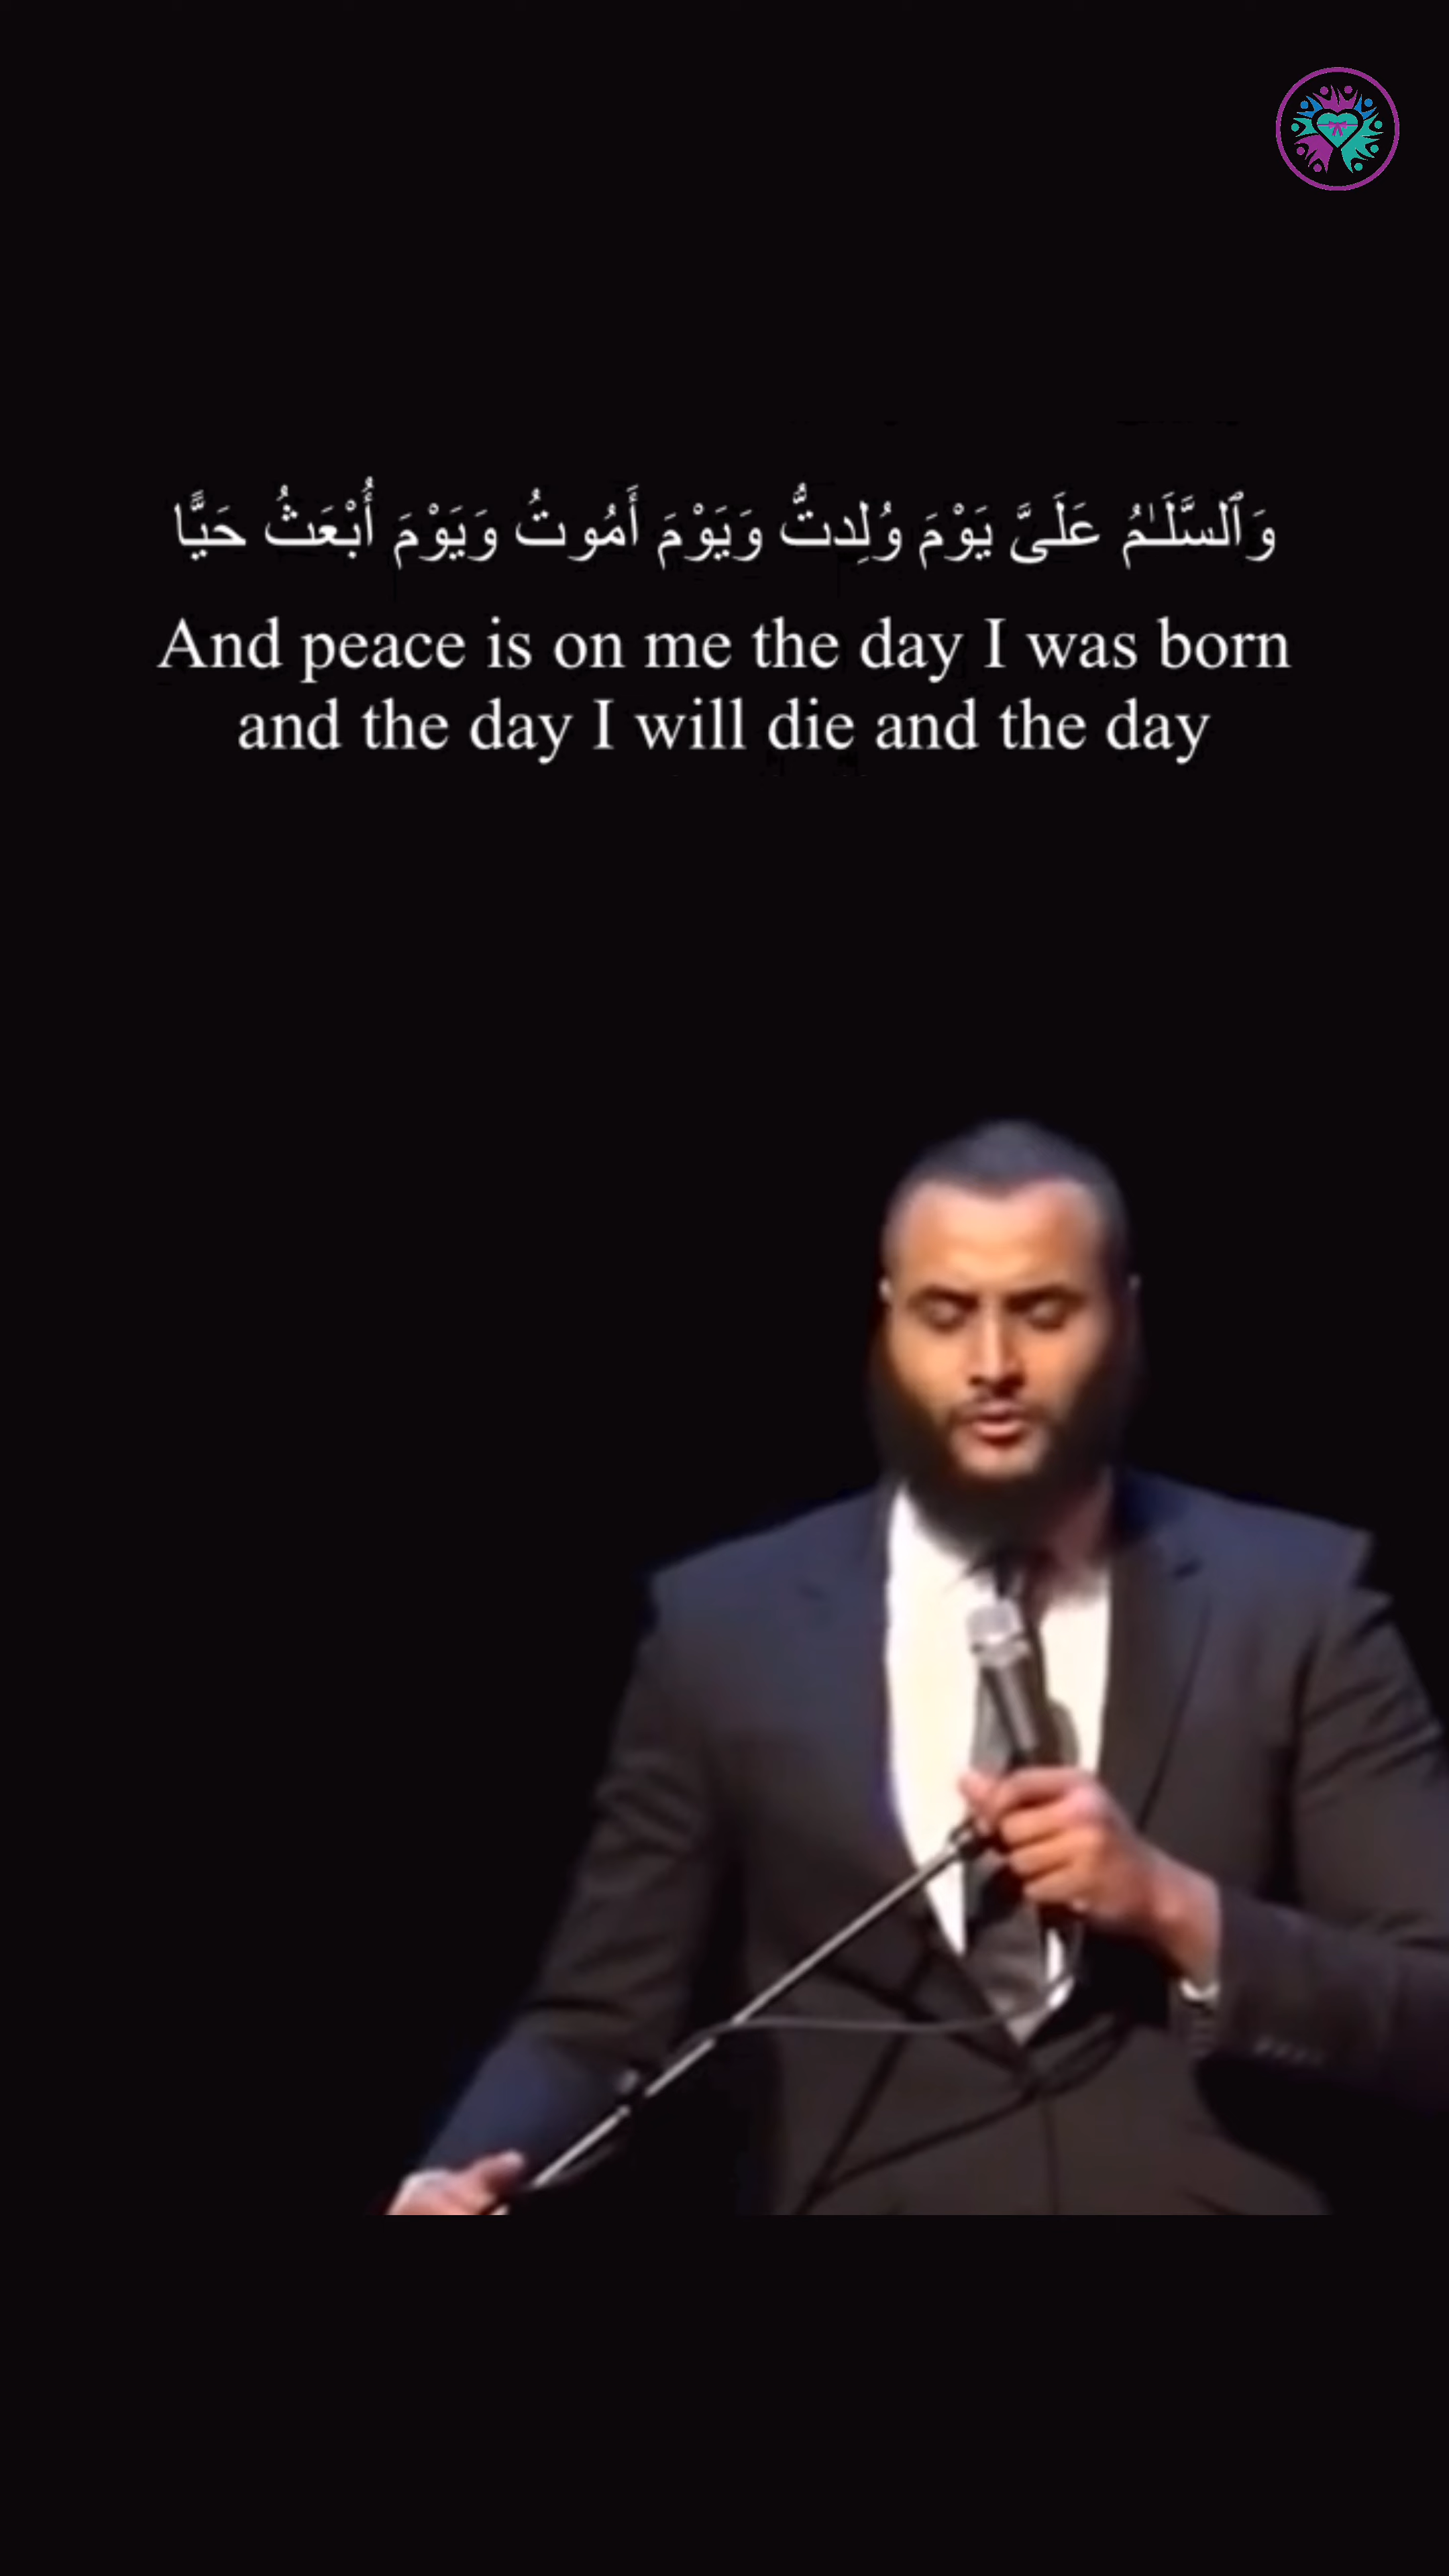 وَٱلسَّلَـٰمُ عَلَىَّ يَوْمَ وُلِدتُّ وَيَوْمَ أَمُوتُ وَيَوْمَ أُبْعَثُ حَيًّا
And peace is on me the day I was born
and the day I will die and the day